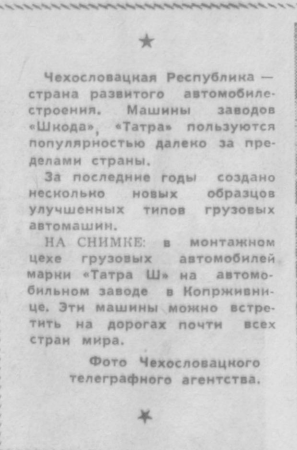 Чехословацкая Республика —
страна развитого автомобиле-
строения. Машины заводов
«Шкода», «Татра» пользуются
популярностью далеко за пре-
делами страны.
За последние годы создано
несколько новых образцов
улучшенных типов грузовых
автомашин.
НА СНИМКЕ: в монтажном
цехе грузовых автомобилей
марки «Татра Ш» на автомо-
бильном заводе в Копрживни-
це. Эти машины можно встре-
тить на дорогах почти всех
стран мира.
Фото Чехословацкого
телеграфного агентства.